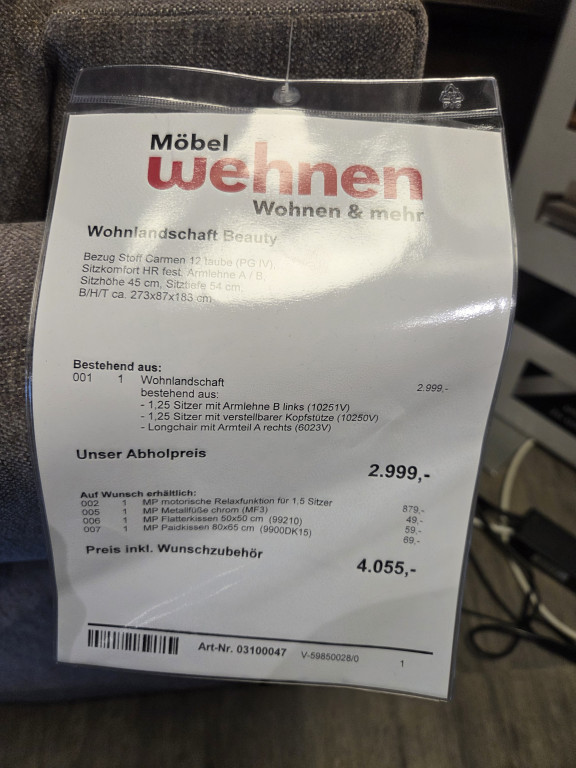 Möbel
wehnen
Wohnen & mehr
Wohnlandschaft Beauty
Bezug Stoff Carmen 12 taube (PG IV),
Sitzkomfort HR fest, Armlehne A / B,
Sitzhöhe 45 cm, Sitztiefe 54 cm,
B/H/T ca. 273x87x183 cm
Bestehend aus:
001 1 Wohnlandschaft 2.999,-
bestehend aus:
- 1,25 Sitzer mit Armlehne B links (10251V)
- 1,25 Sitzer mit verstellbarer Kopfstütze (10250V)
- Longchair mit Armteil A rechts (6023V)
Unser Abholpreis
2.999,-
Auf Wunsch erhältlich:
002 1 MP motorische Relaxfunktion für 1,5 Sitzer 879,-
005 1 MP Metallfüße chrom (MF3) 49,-
006 1 MP Flatterkissen 50x50 cm (99210) 59,-
007 1 MP Paidkissen 80x65 cm (9900DK15) 69,-
Preis inkl. Wunschzubehör
4.055,-
Art-Nr. 03100047 V-59850028/0 1